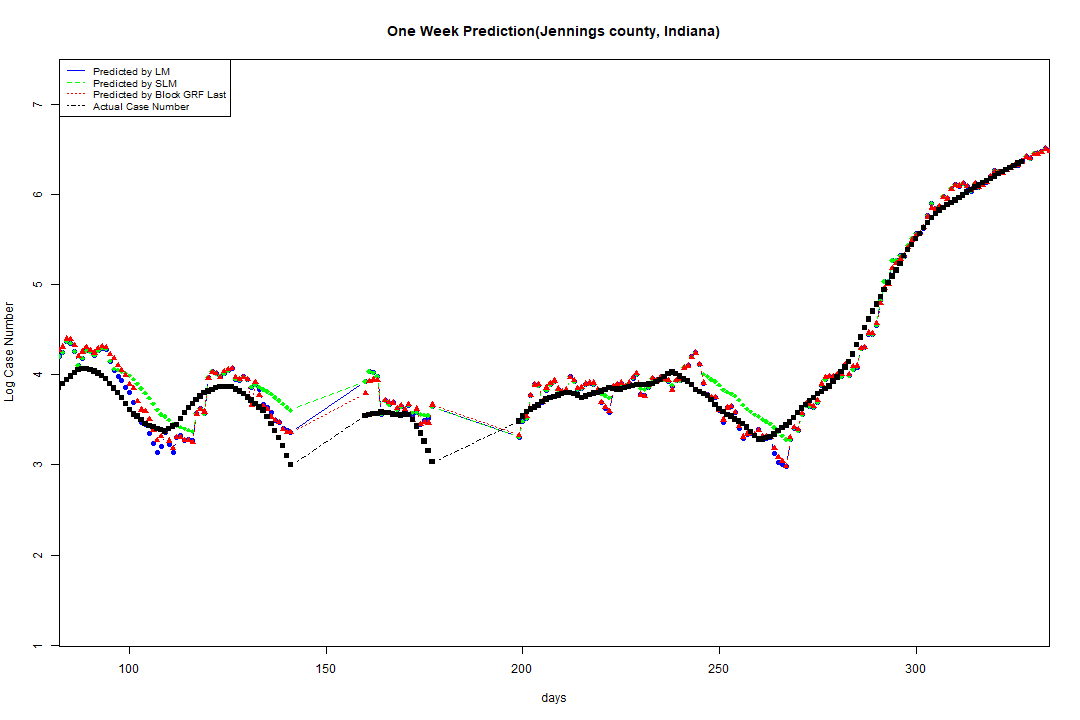 One Week Prediction(Jennings county, Indiana)
Predicted by LM
Predicted by SLM
Predicted by Block GRF Last
Actual Case Number
7
6
5
4
3
2
1
Log Case Number
100 150 200 250 300
days